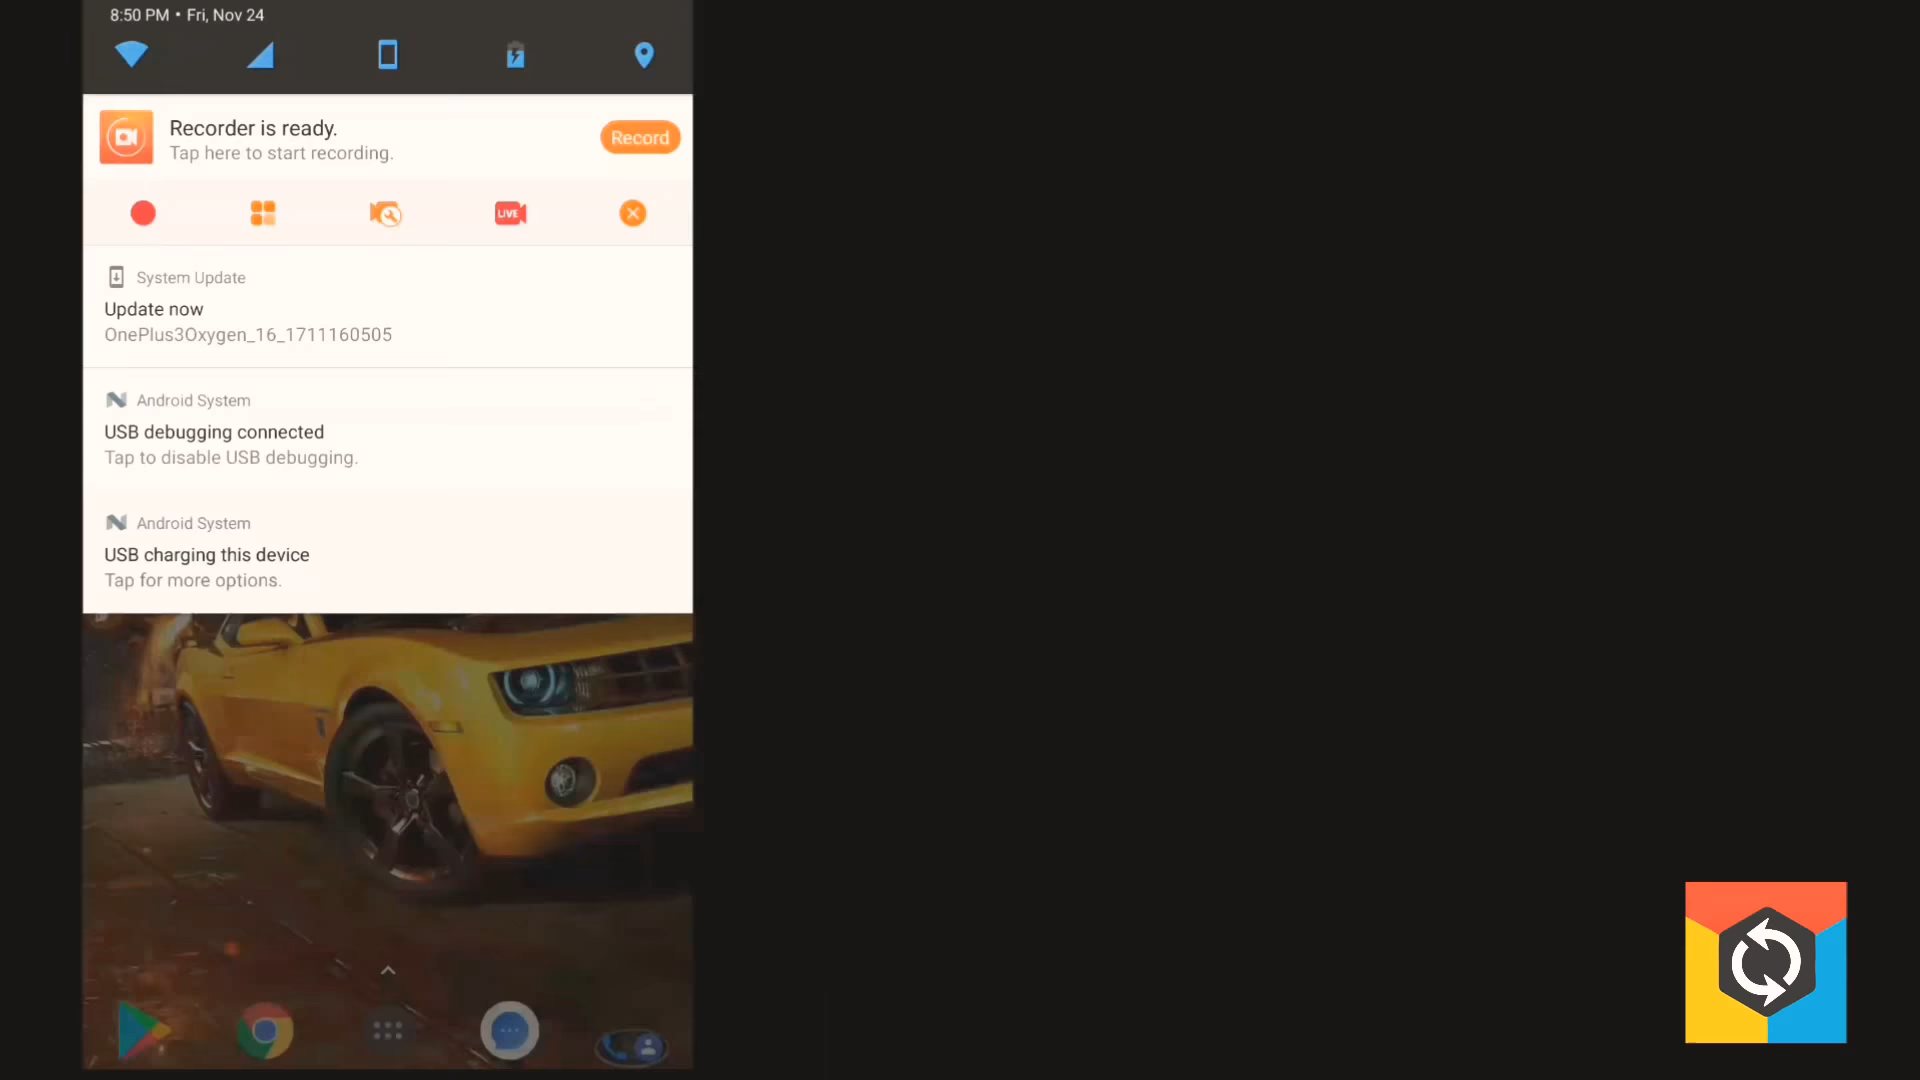 8:50 PM • Fri, Nov 24
Recorder is ready.
Tap here to start recording.
Record
LIVE
System Update
Update now
OnePlus3Oxygen_16_1711160505
Android System
USB debugging connected
Tap to disable USB debugging.
Android System
USB charging this device
Tap for more options.